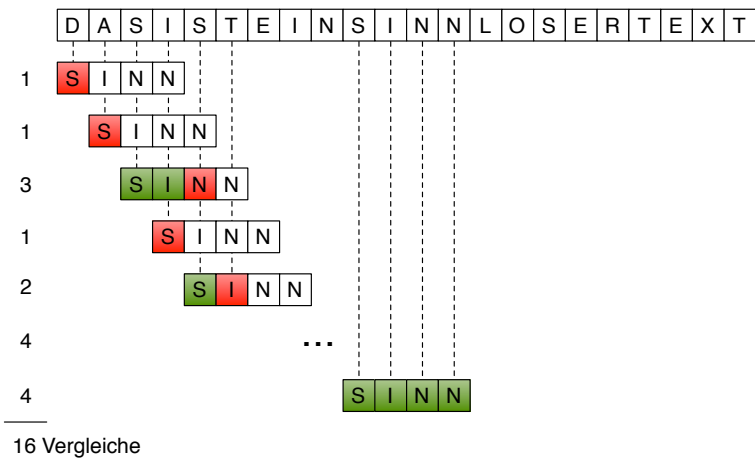 D A S I S T E I N S I N N L O S E R T E X T
1 S I N N
1 S I N N
3 S I N N
1 S I N N
2 S I N N
4 ...
4 S I N N
16 Vergleiche